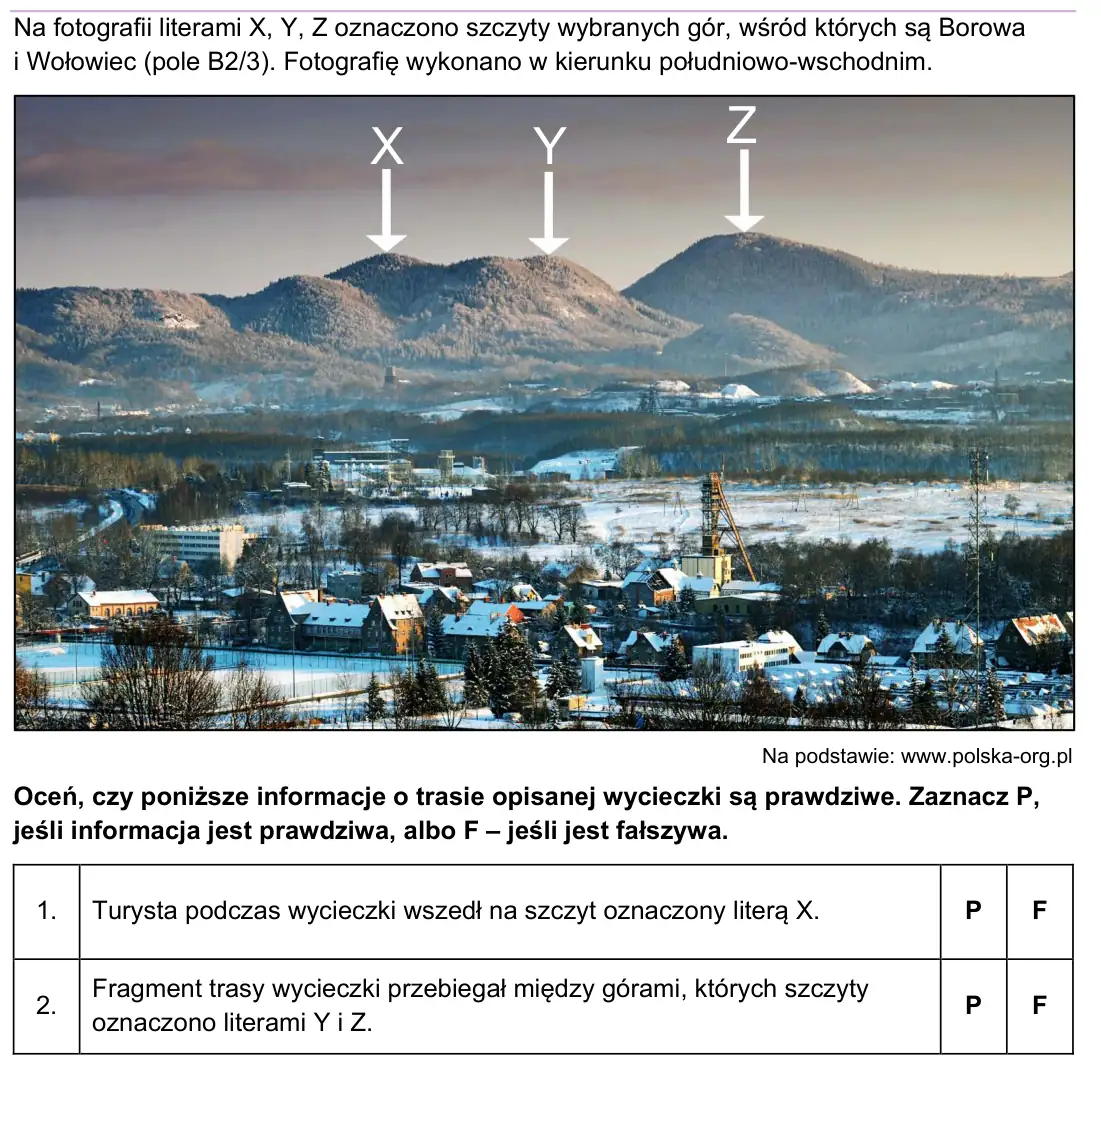 Na fotografii literami X, Y, Z oznaczono szczyty wybranych gór, wśród których są Borowa
i Wołowiec (pole B2/3). Fotografię wykonano w kierunku południowo-wschodnim.
X Y Z
Na podstawie: www.polska-org.pl
Oceń, czy poniższe informacje o trasie opisanej wycieczki są prawdziwe. Zaznacz P,
jeśli informacja jest prawdziwa, albo F – jeśli jest fałszywa.
1. Turysta podczas wycieczki wszedł na szczyt oznaczony literą X. P F
2. Fragment trasy wycieczki przebiegał między górami, których szczyty
oznaczono literami Y i Z. P F